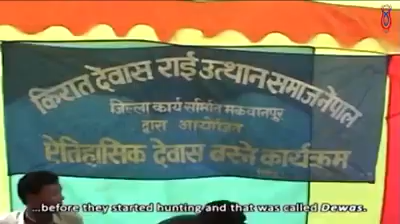 किरात देवास राई उत्थान समाज नेपाल
जिल्ला कार्य समिति मकवानपुर
द्वारा आयोजित
ऐतिहासिक देवास बस्ने कार्यक्रम
...before they started hunting and that was called Dewas.